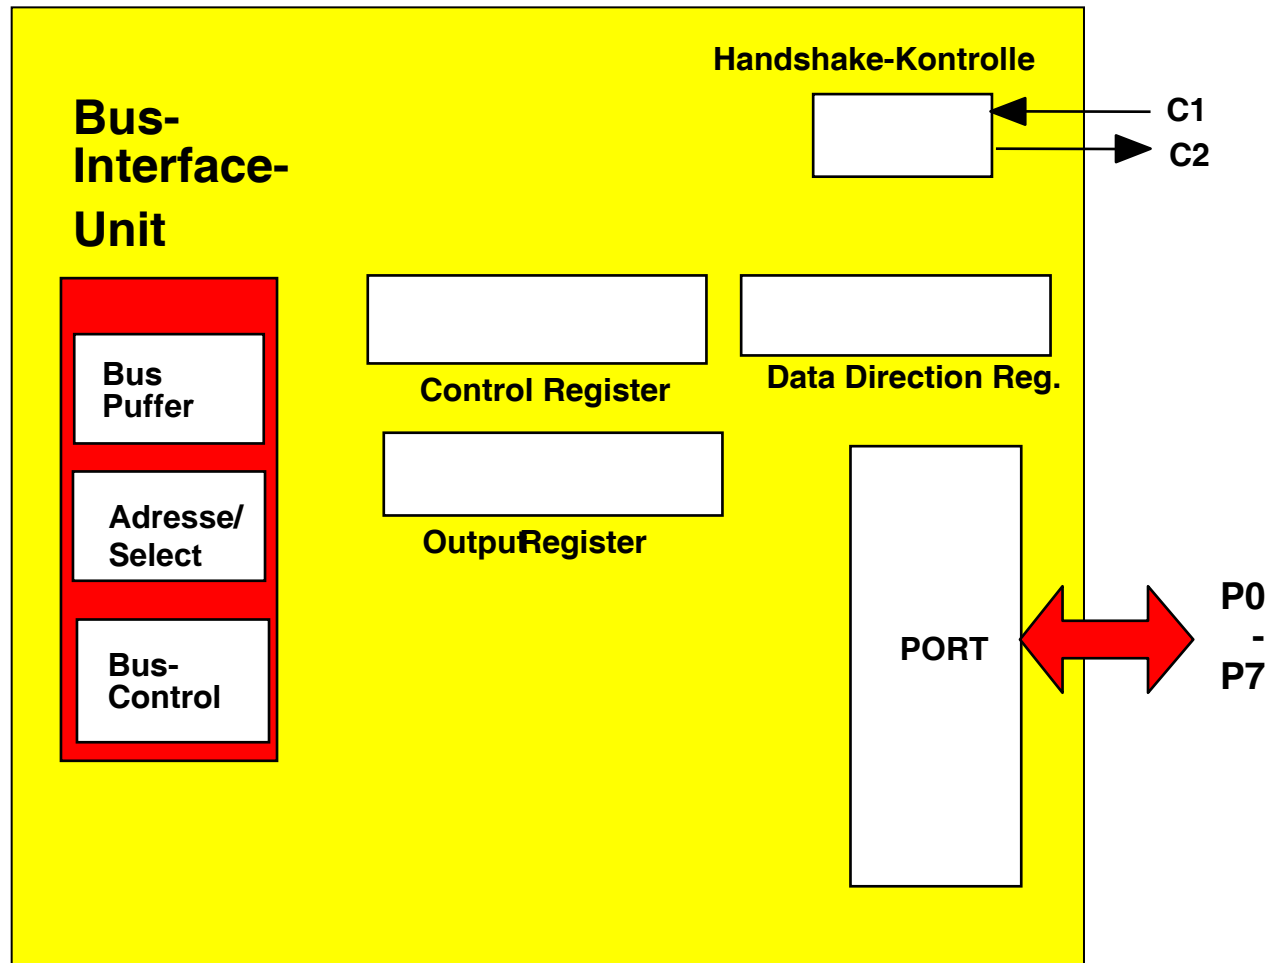 Handshake-Kontrolle
C1
C2
Bus-
Interface-
Unit
Bus
Puffer
Adresse/
Select
Bus-
Control
Control Register
Data Direction Reg.
OutputRegister
PORT
P0
-
P7